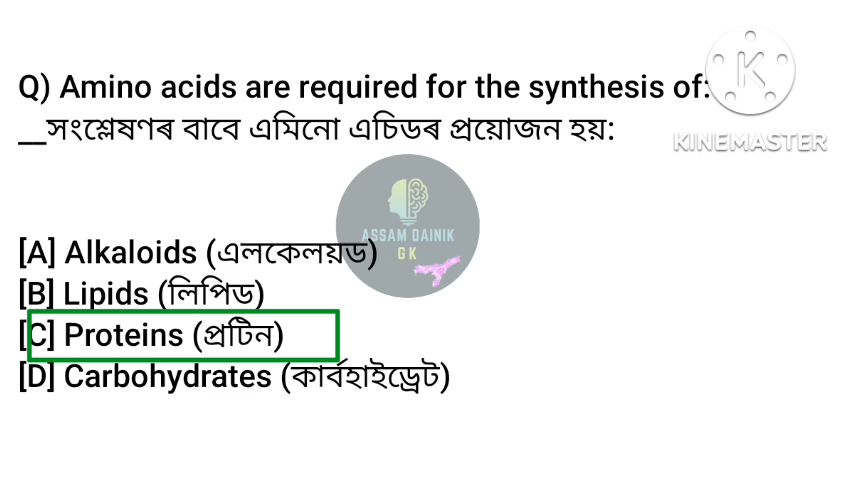 Q) Amino acids are required for the synthesis of:
__সংশ্লেষণৰ বাবে এমিনো এচিডৰ প্ৰয়োজন হয়:
KINEMASTER
ASSAM DAINIK
GK
[A] Alkaloids (এলকেলয়ড)
[B] Lipids (লিপিড)
[C] Proteins (প্ৰটিন)
[D] Carbohydrates (কাৰ্বহাইড্ৰেট)